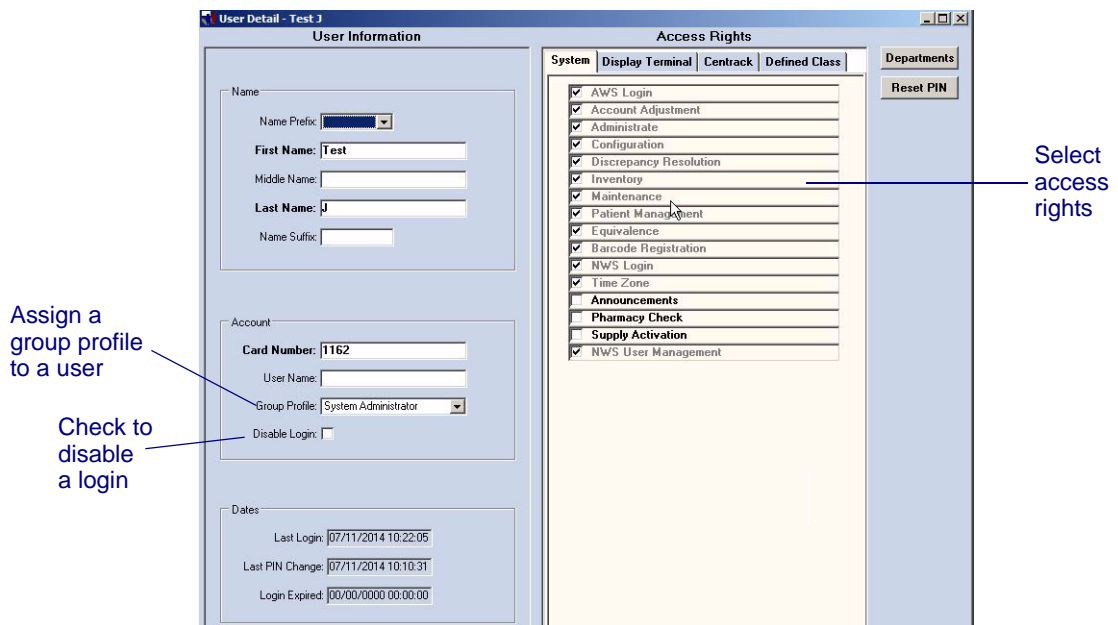 User Detail - Test J
User Information
Name
Name Prefix:
First Name: Test
Middle Name:
Last Name: J
Name Suffix:
Account
Card Number: 1162
User Name:
Group Profile: System Administrator
Disable Login:
Dates
Last Login: 07/11/2014 10:22:05
Last PIN Change: 07/11/2014 10:10:31
Login Expired: 00/00/0000 00:00:00
Access Rights
System Display Terminal Centrack Defined Class
AWS Login
Account Adjustment
Administrate
Configuration
Discrepancy Resolution
Inventory
Maintenance
Patient Management
Equivalence
Barcode Registration
NWS Login
Time Zone
Announcements
Pharmacy Check
Supply Activation
NWS User Management
Departments
Reset PIN
Assign a
group profile
to a user
Check to
disable
a login
Select
access
rights